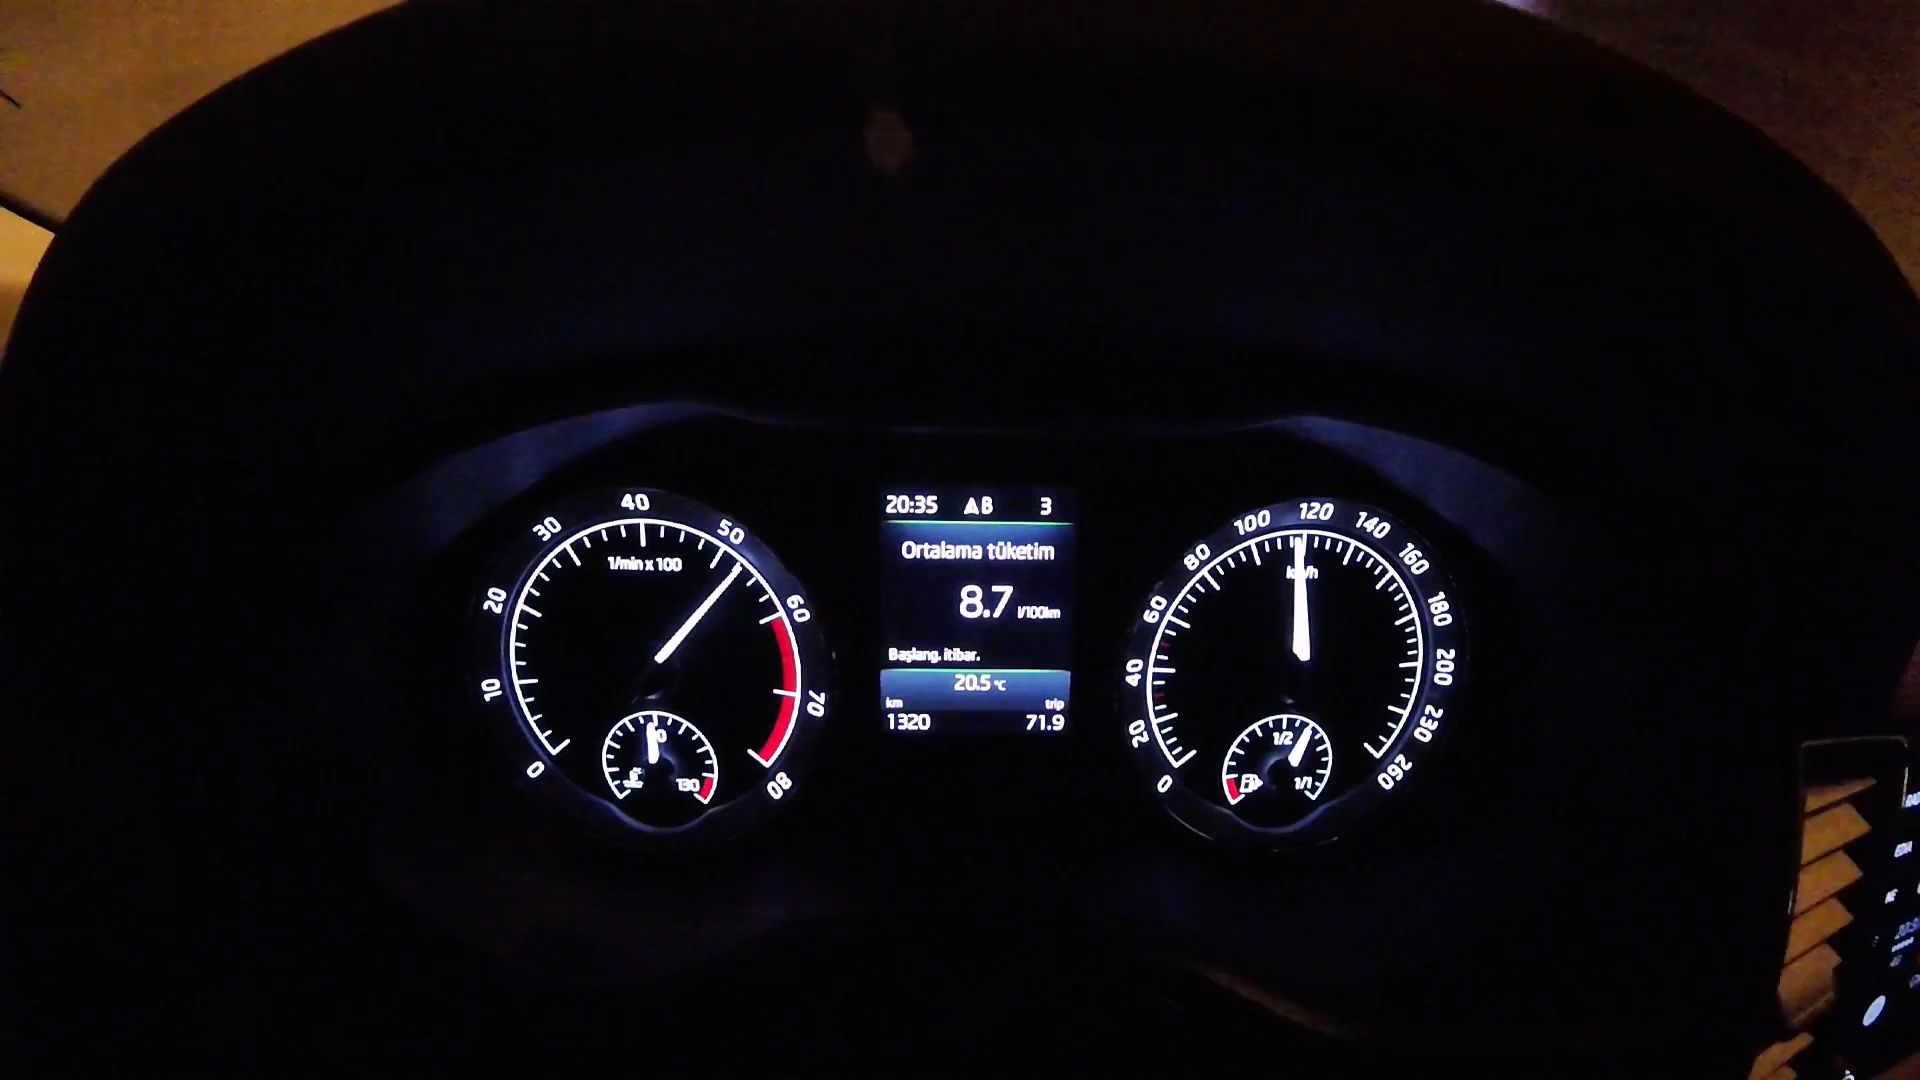 0 10 20 30 40 50 60 70 80
1/min x 100
130
20:35 AB 3
Ortalama tüketim
8.7 l/100km
Başlang. itibar.
20.5 °C
km trip
1320 71.9
0 20 40 60 80 100 120 140 160 180 200 230 260
km/h
1/2
1/1